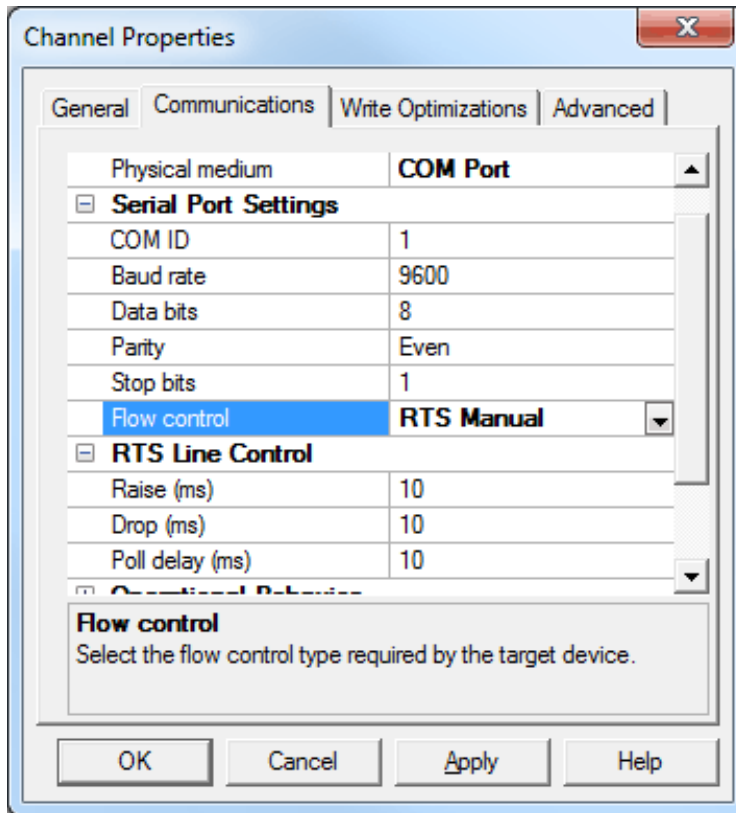 Channel Properties
General Communications Write Optimizations Advanced
Physical medium COM Port
Serial Port Settings
COM ID 1
Baud rate 9600
Data bits 8
Parity Even
Stop bits 1
Flow control RTS Manual
RTS Line Control
Raise (ms) 10
Drop (ms) 10
Poll delay (ms) 10
Operational Behavior
Flow control
Select the flow control type required by the target device.
OK Cancel Apply Help